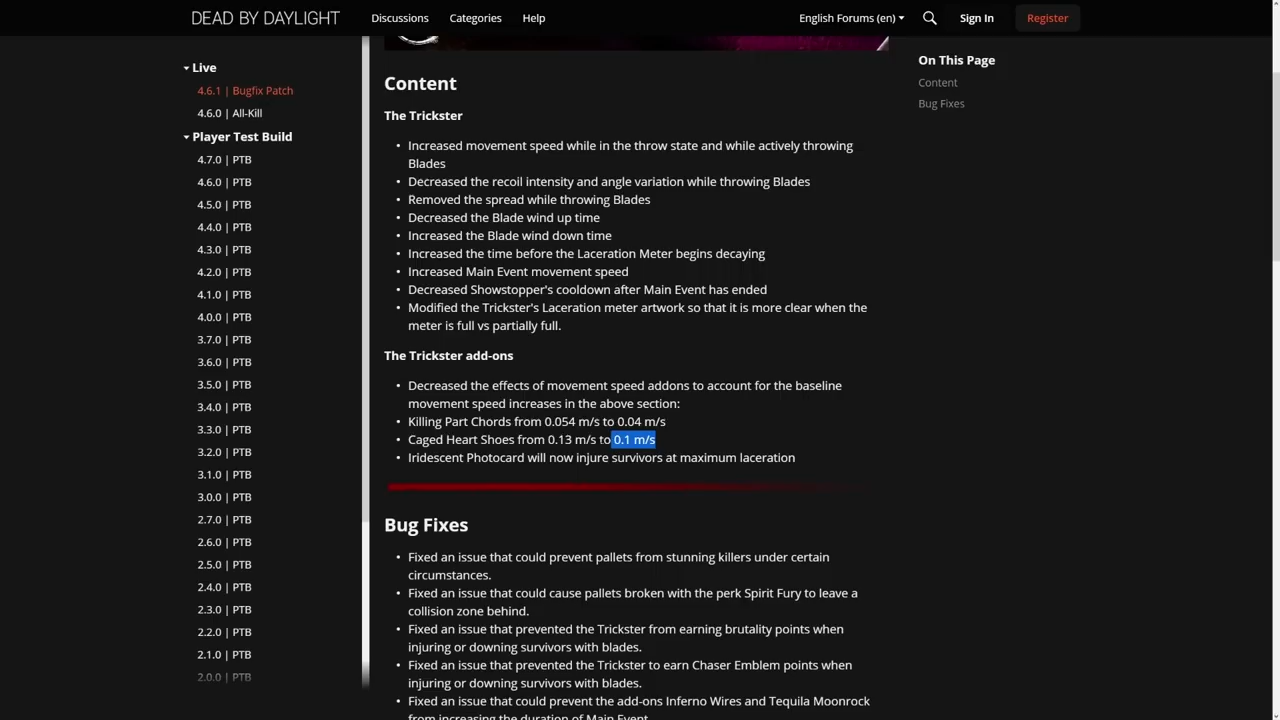 DEAD BY DAYLIGHT
Discussions
Categories
Help
English Forums (en)
Sign In
Register
Live
4.6.1 | Bugfix Patch
4.6.0 | All-Kill
Player Test Build
4.7.0 | PTB
4.6.0 | PTB
4.5.0 | PTB
4.4.0 | PTB
4.3.0 | PTB
4.2.0 | PTB
4.1.0 | PTB
4.0.0 | PTB
3.7.0 | PTB
3.6.0 | PTB
3.5.0 | PTB
3.4.0 | PTB
3.3.0 | PTB
3.2.0 | PTB
3.1.0 | PTB
3.0.0 | PTB
2.7.0 | PTB
2.6.0 | PTB
2.5.0 | PTB
2.4.0 | PTB
2.3.0 | PTB
2.2.0 | PTB
2.1.0 | PTB
2.0.0 | PTB
Content
The Trickster
• Increased movement speed while in the throw state and while actively throwing
Blades
• Decreased the recoil intensity and angle variation while throwing Blades
• Removed the spread while throwing Blades
• Decreased the Blade wind up time
• Increased the Blade wind down time
• Increased the time before the Laceration Meter begins decaying
• Increased Main Event movement speed
• Decreased Showstopper's cooldown after Main Event has ended
• Modified the Trickster's Laceration meter artwork so that it is more clear when the
meter is full vs partially full.
The Trickster add-ons
• Decreased the effects of movement speed addons to account for the baseline
movement speed increases in the above section:
• Killing Part Chords from 0.054 m/s to 0.04 m/s
• Caged Heart Shoes from 0.13 m/s to 0.1 m/s
• Iridescent Photocard will now injure survivors at maximum laceration
Bug Fixes
• Fixed an issue that could prevent pallets from stunning killers under certain
circumstances.
• Fixed an issue that could cause pallets broken with the perk Spirit Fury to leave a
collision zone behind.
• Fixed an issue that prevented the Trickster from earning brutality points when
injuring or downing survivors with blades.
• Fixed an issue that prevented the Trickster to earn Chaser Emblem points when
injuring or downing survivors with blades.
• Fixed an issue that could prevent the add-ons Inferno Wires and Tequila Moonrock
from increasing the duration of Main Event
On This Page
Content
Bug Fixes